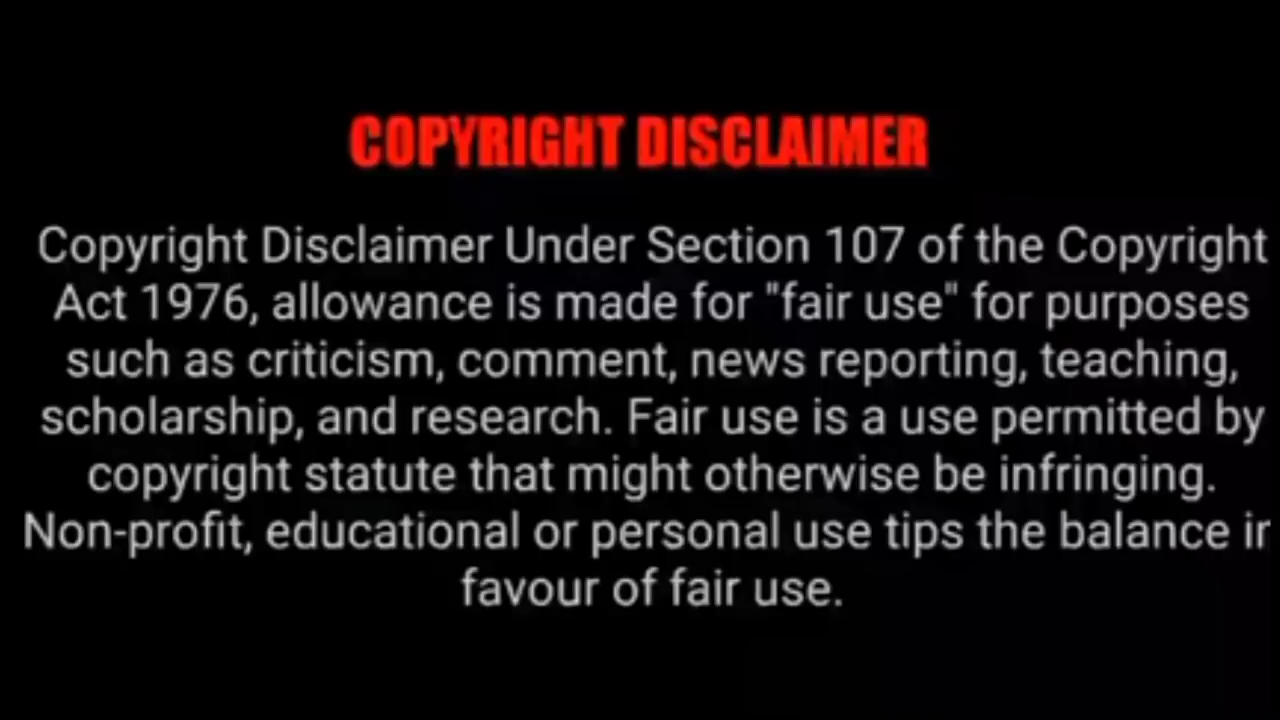 COPYRIGHT DISCLAIMER
Copyright Disclaimer Under Section 107 of the Copyright
Act 1976, allowance is made for "fair use" for purposes
such as criticism, comment, news reporting, teaching,
scholarship, and research. Fair use is a use permitted by
copyright statute that might otherwise be infringing.
Non-profit, educational or personal use tips the balance
favour of fair use.